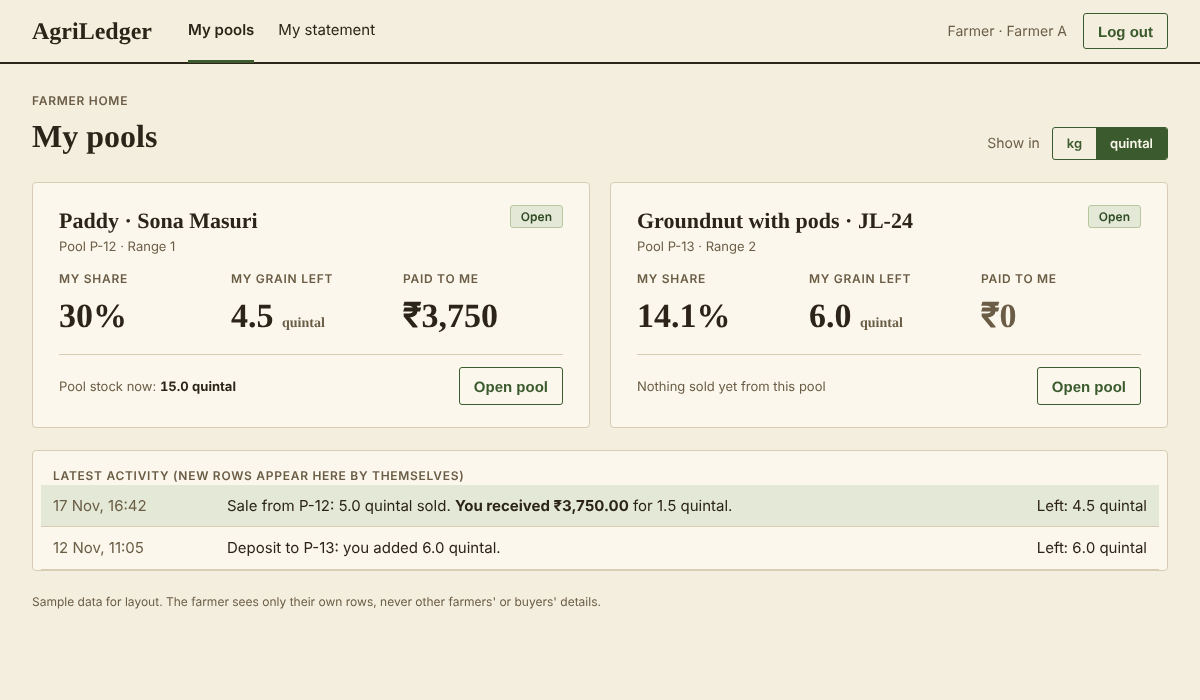 AgriLedger My pools My statement Farmer · Farmer A Log out
FARMER HOME
My pools
Show in kg quintal
Paddy · Sona Masuri Open
Pool P-12 · Range 1
MY SHARE MY GRAIN LEFT PAID TO ME
30% 4.5 quintal ₹3,750
Pool stock now: 15.0 quintal Open pool
Groundnut with pods · JL-24 Open
Pool P-13 · Range 2
MY SHARE MY GRAIN LEFT PAID TO ME
14.1% 6.0 quintal ₹0
Nothing sold yet from this pool Open pool
LATEST ACTIVITY (NEW ROWS APPEAR HERE BY THEMSELVES)
17 Nov, 16:42 Sale from P-12: 5.0 quintal sold. You received ₹3,750.00 for 1.5 quintal. Left: 4.5 quintal
12 Nov, 11:05 Deposit to P-13: you added 6.0 quintal. Left: 6.0 quintal
Sample data for layout. The farmer sees only their own rows, never other farmers' or buyers' details.